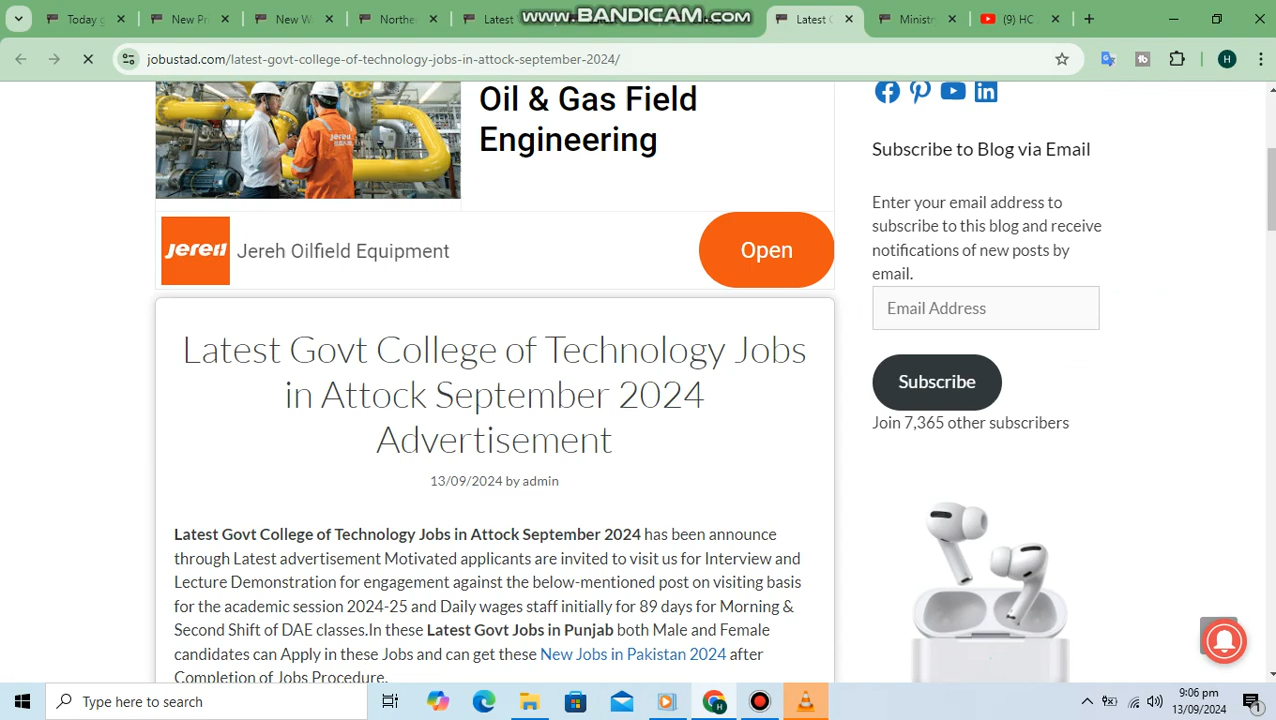 www.BANDICAM.com
Today g
New Pr
New W
Northe
Latest
Latest C
Ministr
(9) HC
jobustad.com/latest-govt-college-of-technology-jobs-in-attock-september-2024/
H
Oil & Gas Field
Engineering
JEREH
Jereh Oilfield Equipment
Open
Latest Govt College of Technology Jobs
in Attock September 2024
Advertisement
13/09/2024 by admin
Latest Govt College of Technology Jobs in Attock September 2024 has been announce
through Latest advertisement Motivated applicants are invited to visit us for Interview and
Lecture Demonstration for engagement against the below-mentioned post on visiting basis
for the academic session 2024-25 and Daily wages staff initially for 89 days for Morning &
Second Shift of DAE classes.In these Latest Govt Jobs in Punjab both Male and Female
candidates can Apply in these Jobs and can get these New Jobs in Pakistan 2024 after
Completion of Jobs Procedure.
Subscribe to Blog via Email
Enter your email address to
subscribe to this blog and receive
notifications of new posts by
email.
Email Address
Subscribe
Join 7,365 other subscribers
Type here to search
9:06 pm
13/09/2024
1